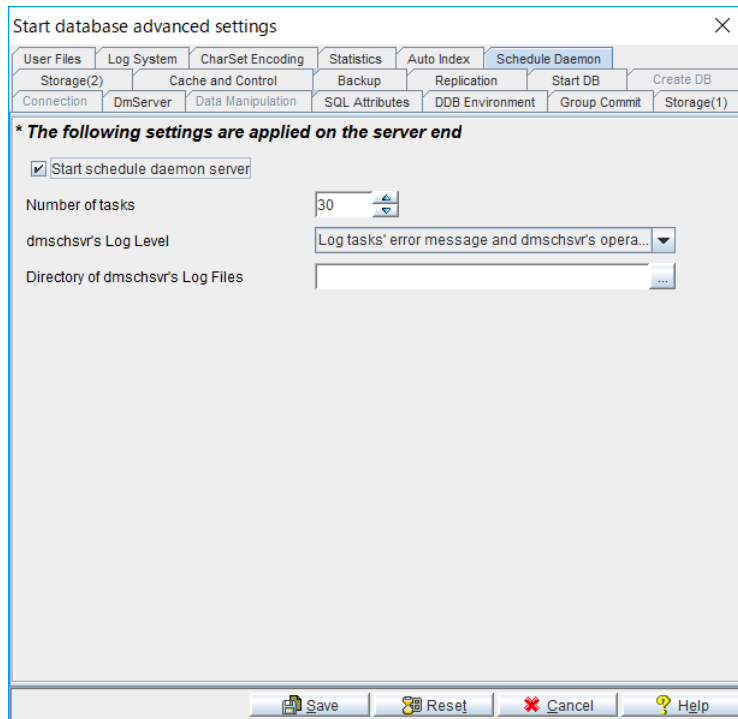 Start database advanced settings
User Files Log System CharSet Encoding Statistics Auto Index Schedule Daemon
Storage(2) Cache and Control Backup Replication Start DB Create DB
Connection DmServer Data Manipulation SQL Attributes DDB Environment Group Commit Storage(1)
* The following settings are applied on the server end
Start schedule daemon server
Number of tasks 30
dmschsvr's Log Level Log tasks' error message and dmschsvr's opera...
Directory of dmschsvr's Log Files ...
Save Reset Cancel Help